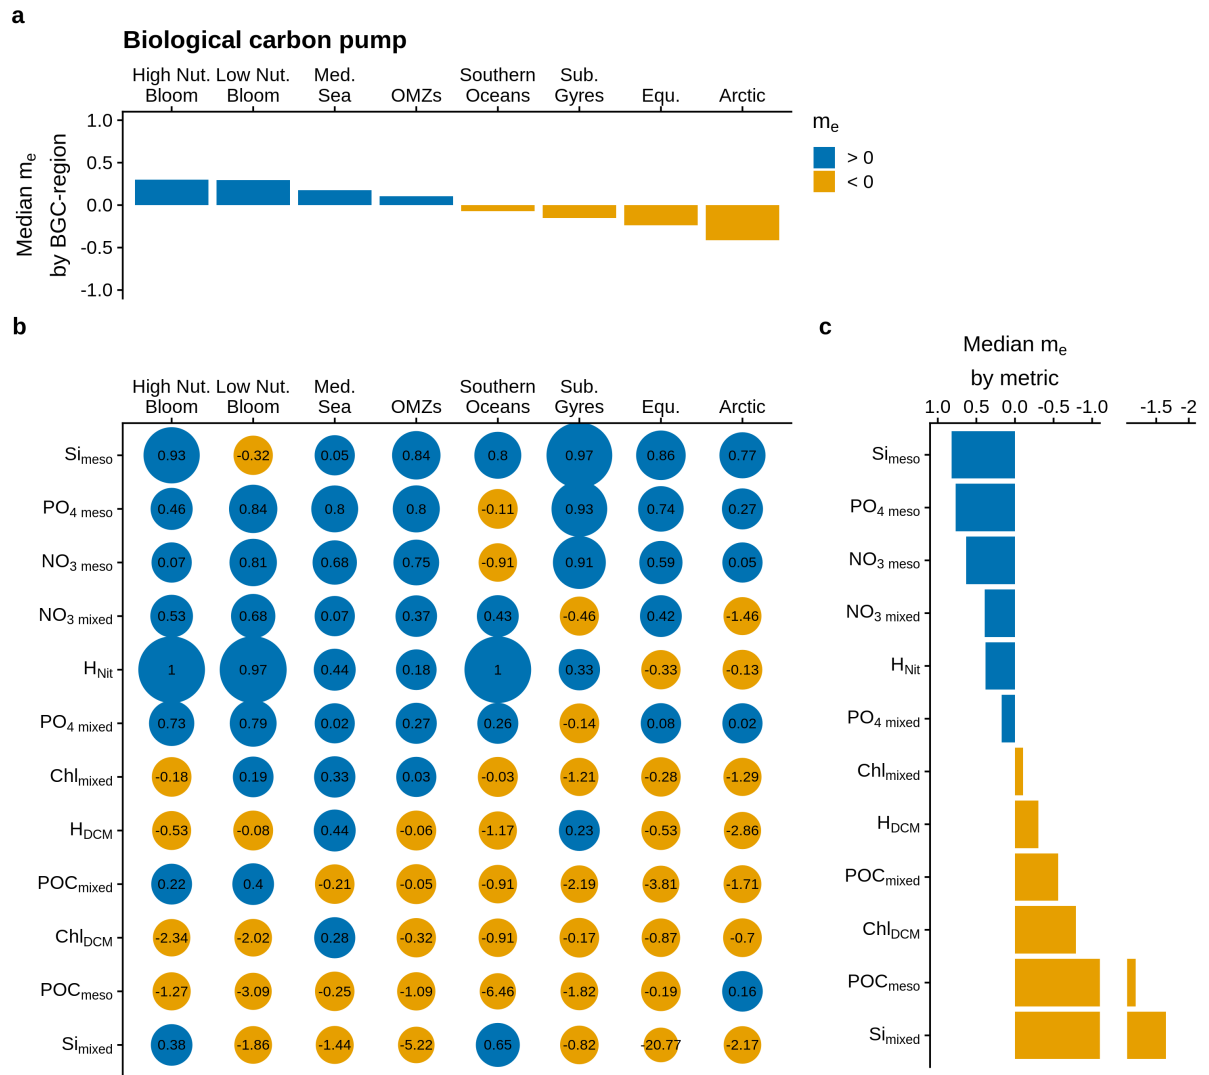 a
Biological carbon pump
High Nut. Low Nut. Med. Southern Sub.
Bloom Bloom Sea OMZs Oceans Gyres Equ. Arctic
Median me
by BGC-region
1.0
0.5
0.0
-0.5
-1.0
me
> 0
< 0
b
High Nut. Low Nut. Med. Southern Sub.
Bloom Bloom Sea OMZs Oceans Gyres Equ. Arctic
Simeso 0.93 -0.32 0.05 0.84 0.8 0.97 0.86 0.77
PO4 meso 0.46 0.84 0.8 0.8 -0.11 0.93 0.74 0.27
NO3 meso 0.07 0.81 0.68 0.75 -0.91 0.91 0.59 0.05
NO3 mixed 0.53 0.68 0.07 0.37 0.43 -0.46 0.42 -1.46
HNit 1 0.97 0.44 0.18 1 0.33 -0.33 -0.13
PO4 mixed 0.73 0.79 0.02 0.27 0.26 -0.14 0.08 0.02
Chlmixed -0.18 0.19 0.33 0.03 -0.03 -1.21 -0.28 -1.29
HDCM -0.53 -0.08 0.44 -0.06 -1.17 0.23 -0.53 -2.86
POCmixed 0.22 0.4 -0.21 -0.05 -0.91 -2.19 -3.81 -1.71
ChlDCM -2.34 -2.02 0.28 -0.32 -0.91 -0.17 -0.87 -0.7
POCmeso -1.27 -3.09 -0.25 -1.09 -6.46 -1.82 -0.19 0.16
Simixed 0.38 -1.86 -1.44 -5.22 0.65 -0.82 -20.77 -2.17
c
Median me
by metric
1.0 0.5 0.0 -0.5 -1.0 -1.5 -2
Simeso
PO4 meso
NO3 meso
NO3 mixed
HNit
PO4 mixed
Chlmixed
HDCM
POCmixed
ChlDCM
POCmeso
Simixed